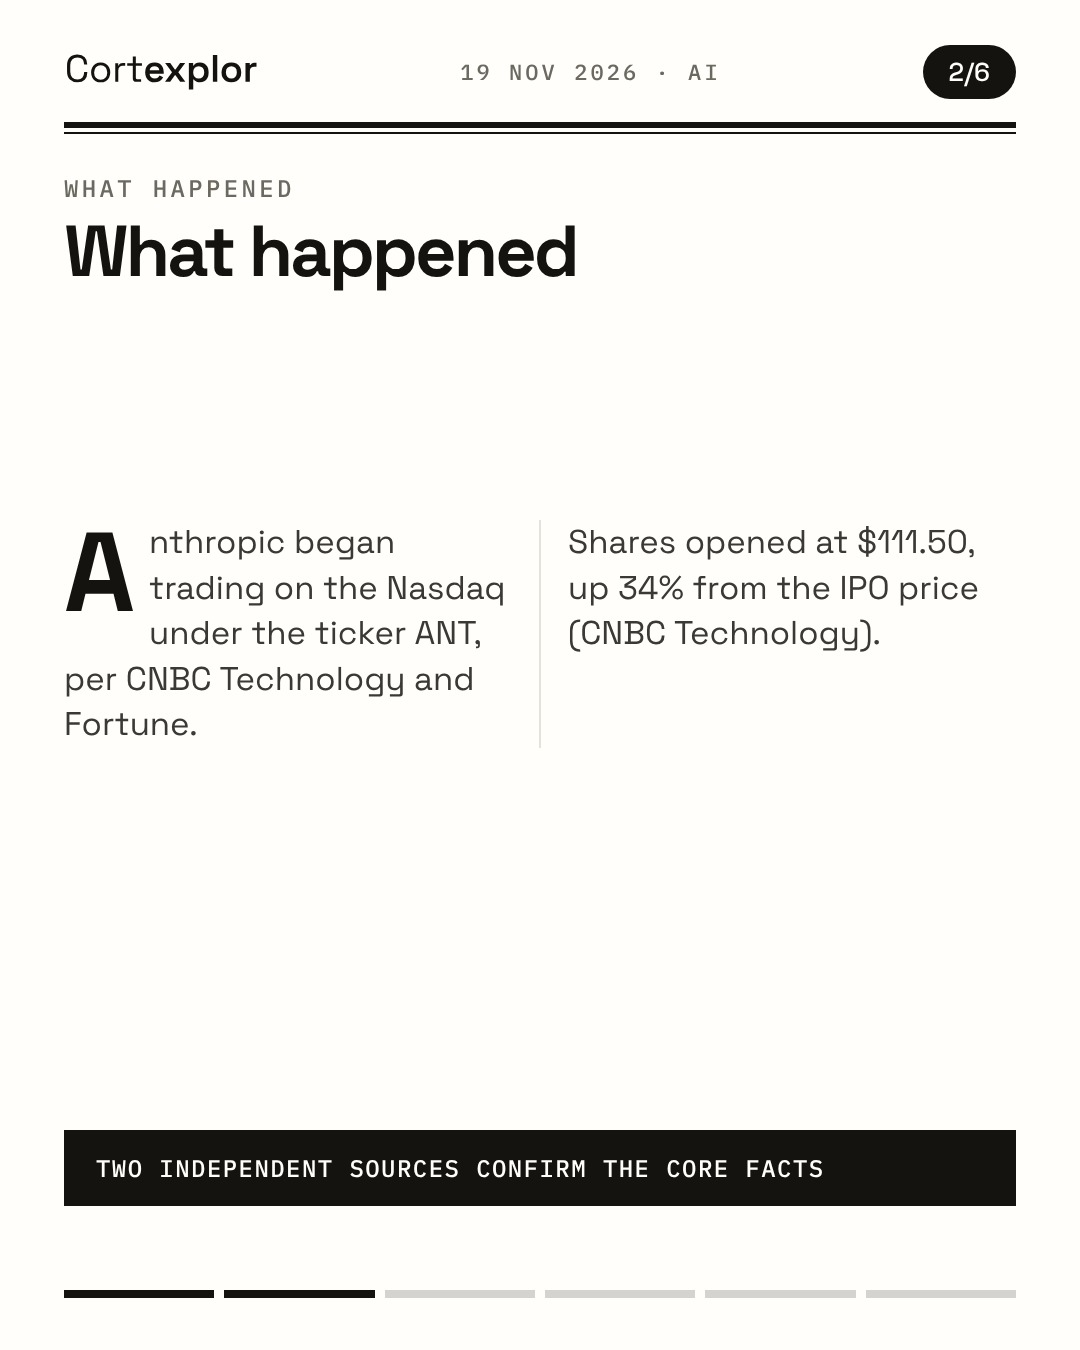 Cortexplor
19 NOV 2026 · AI
2/6
WHAT HAPPENED
What happened
Anthropic began
trading on the Nasdaq
under the ticker ANT,
per CNBC Technology and
Fortune.
Shares opened at $111.50,
up 34% from the IPO price
(CNBC Technology).
TWO INDEPENDENT SOURCES CONFIRM THE CORE FACTS